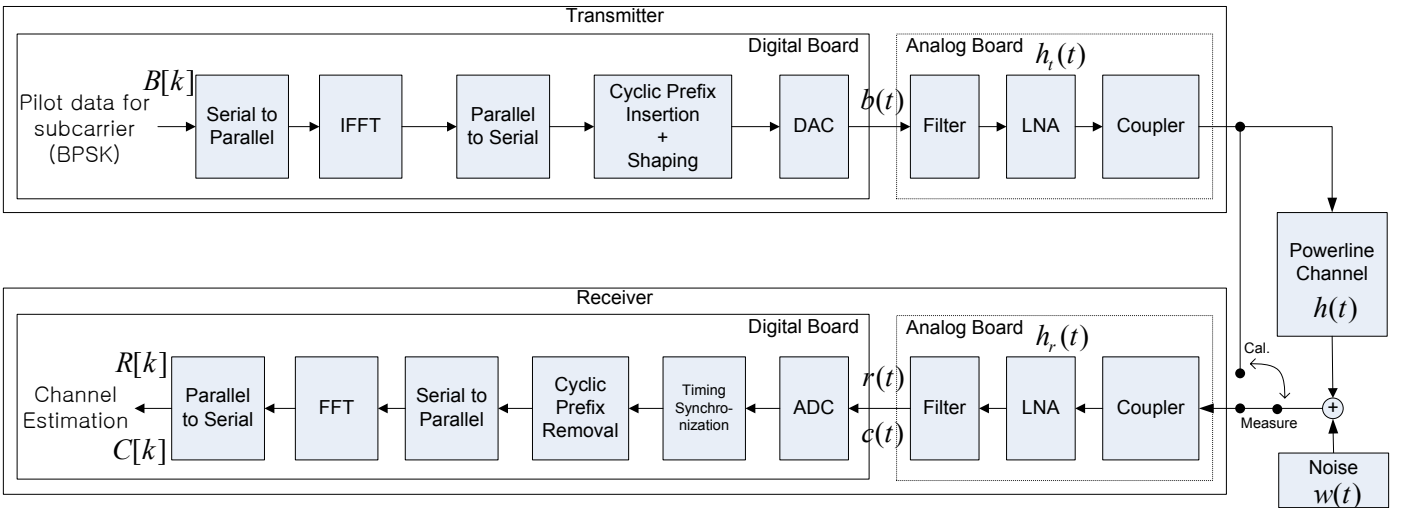 Transmitter
Digital Board
Analog Board
h_t(t)
B[k]
Pilot data for
subcarrier
(BPSK)
Serial to
Parallel
IFFT
Parallel
to Serial
Cyclic Prefix
Insertion
+
Shaping
DAC
b(t)
Filter
LNA
Coupler
Powerline
Channel
h(t)
Receiver
Digital Board
Analog Board
h_r(t)
R[k]
Channel
Estimation
C[k]
Parallel
to Serial
FFT
Serial to
Parallel
Cyclic
Prefix
Removal
Timing
Synchro-
nization
ADC
r(t)
c(t)
Filter
LNA
Coupler
Cal.
Measure
+
Noise
w(t)